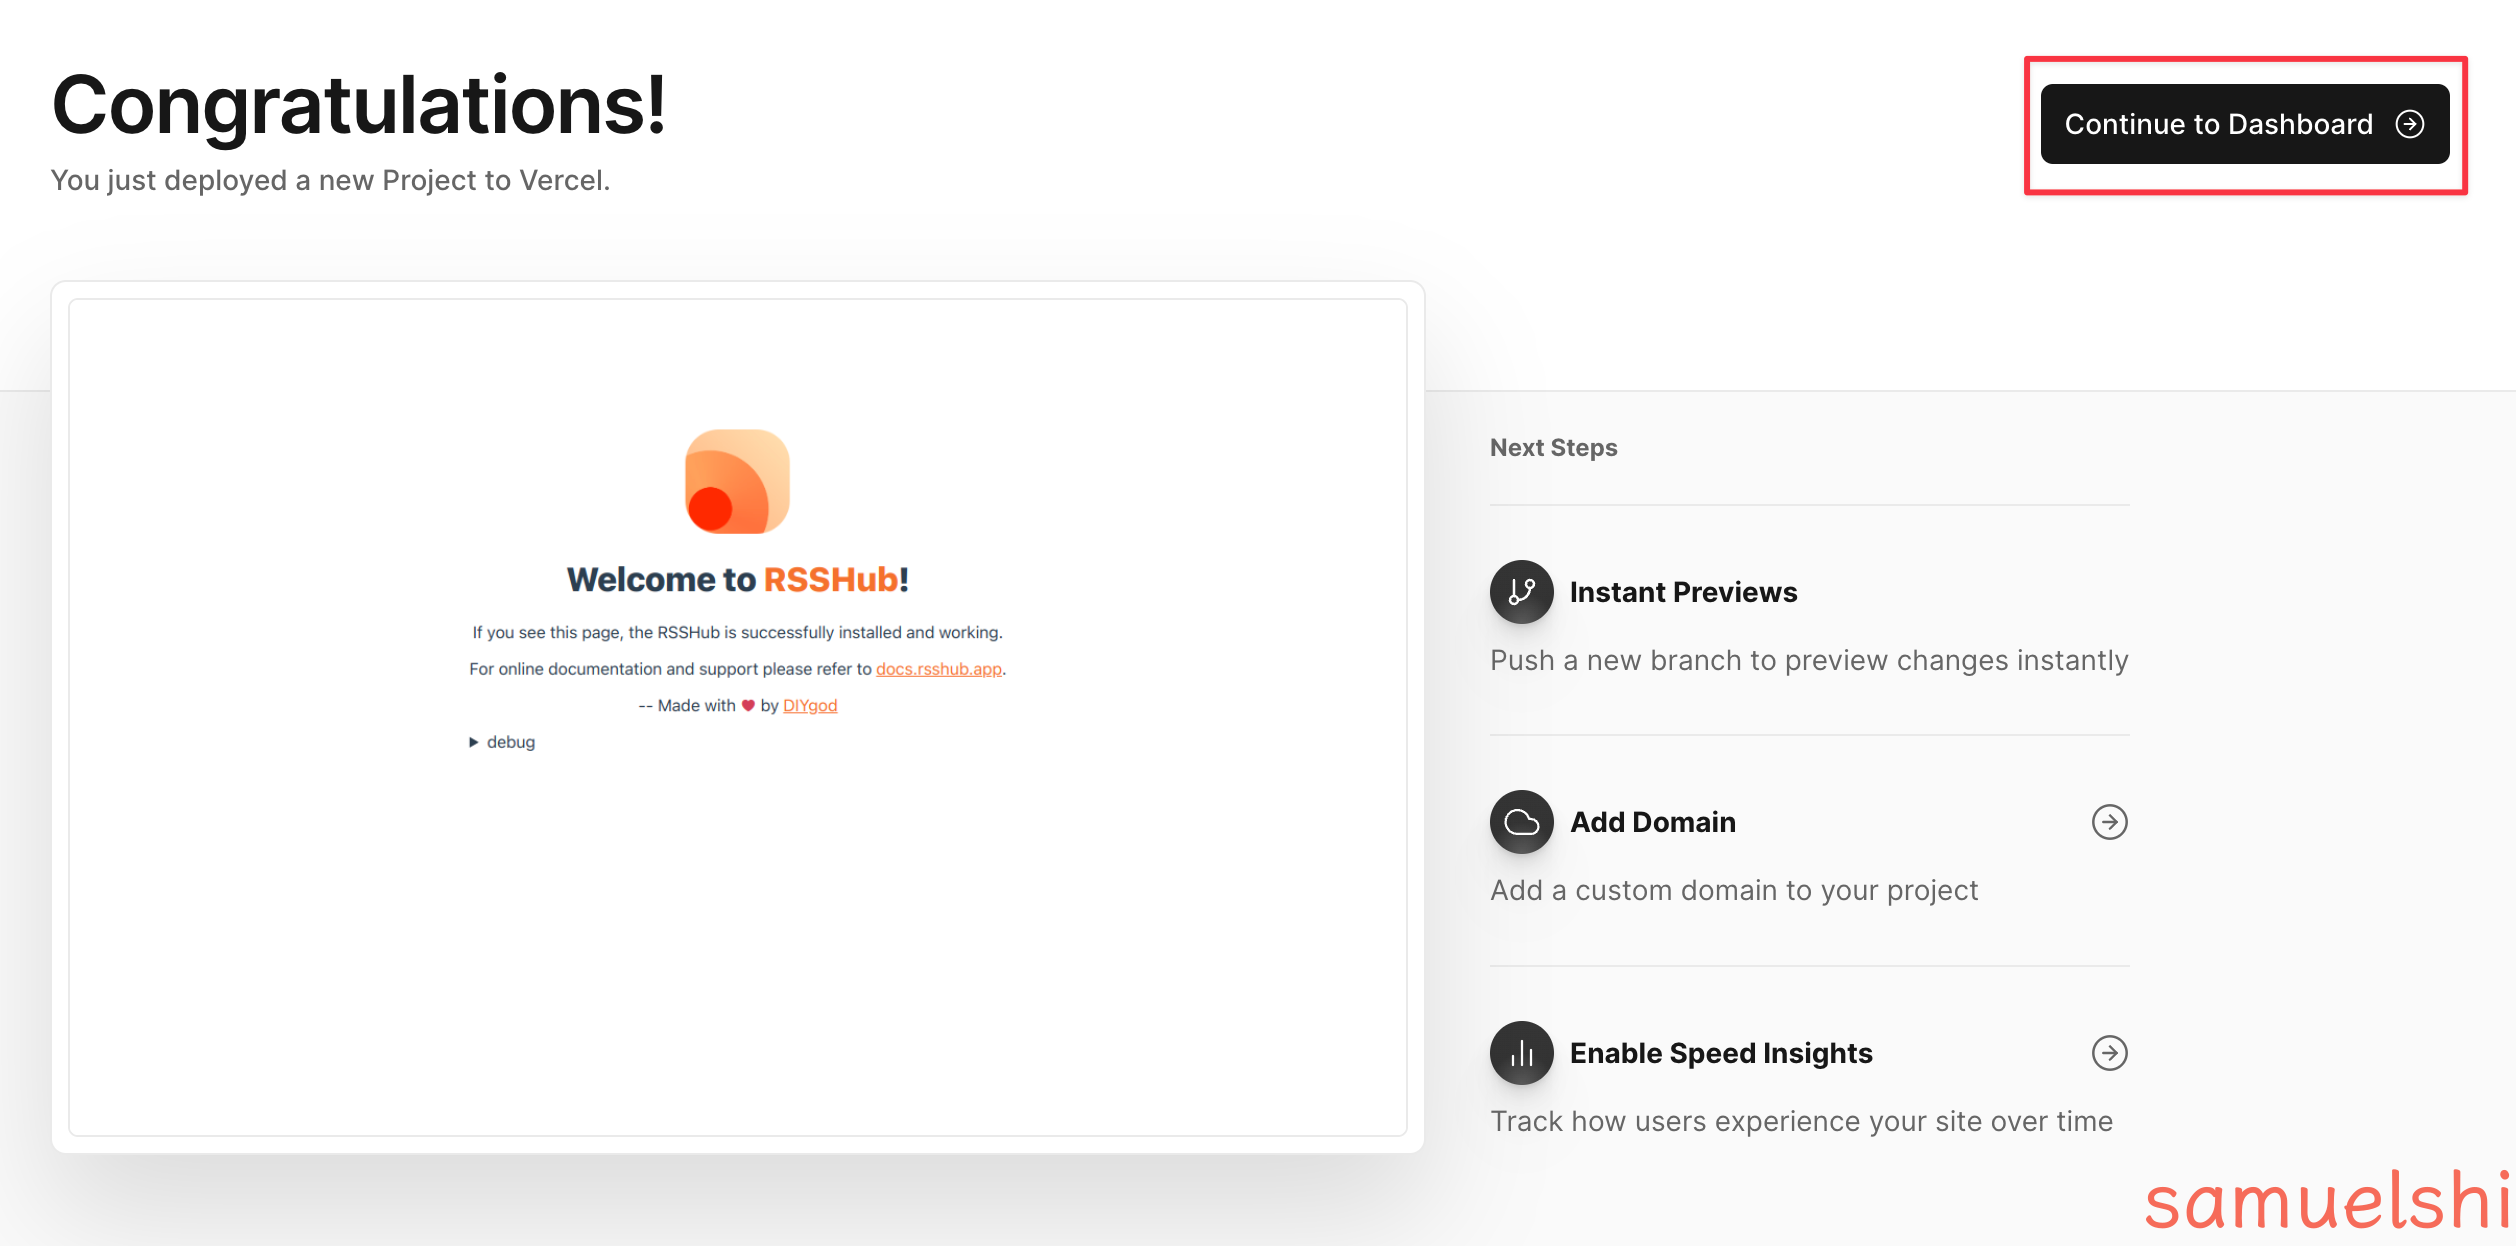 Congratulations!
You just deployed a new Project to Vercel.
Continue to Dashboard
Welcome to RSSHub!
If you see this page, the RSSHub is successfully installed and working.
For online documentation and support please refer to docs.rsshub.app.
-- Made with ❤ by DIYgod
▶ debug
Next Steps
Instant Previews
Push a new branch to preview changes instantly
Add Domain
Add a custom domain to your project
Enable Speed Insights
Track how users experience your site over time
samuelshi